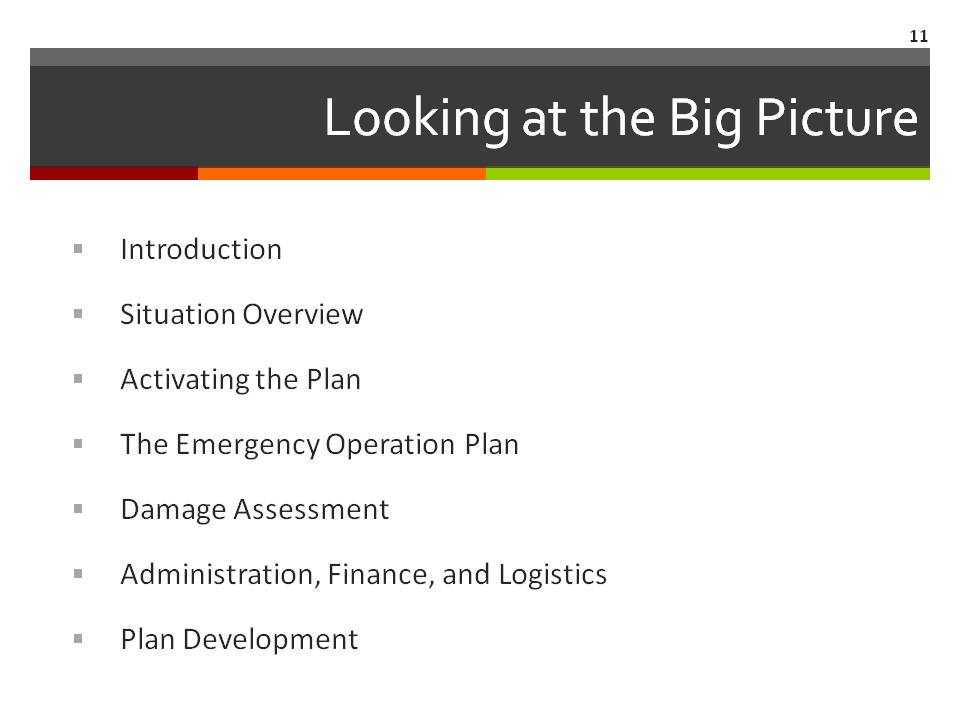 11
Looking at the Big Picture
▪ Introduction
▪ Situation Overview
▪ Activating the Plan
▪ The Emergency Operation Plan
▪ Damage Assessment
▪ Administration, Finance, and Logistics
▪ Plan Development